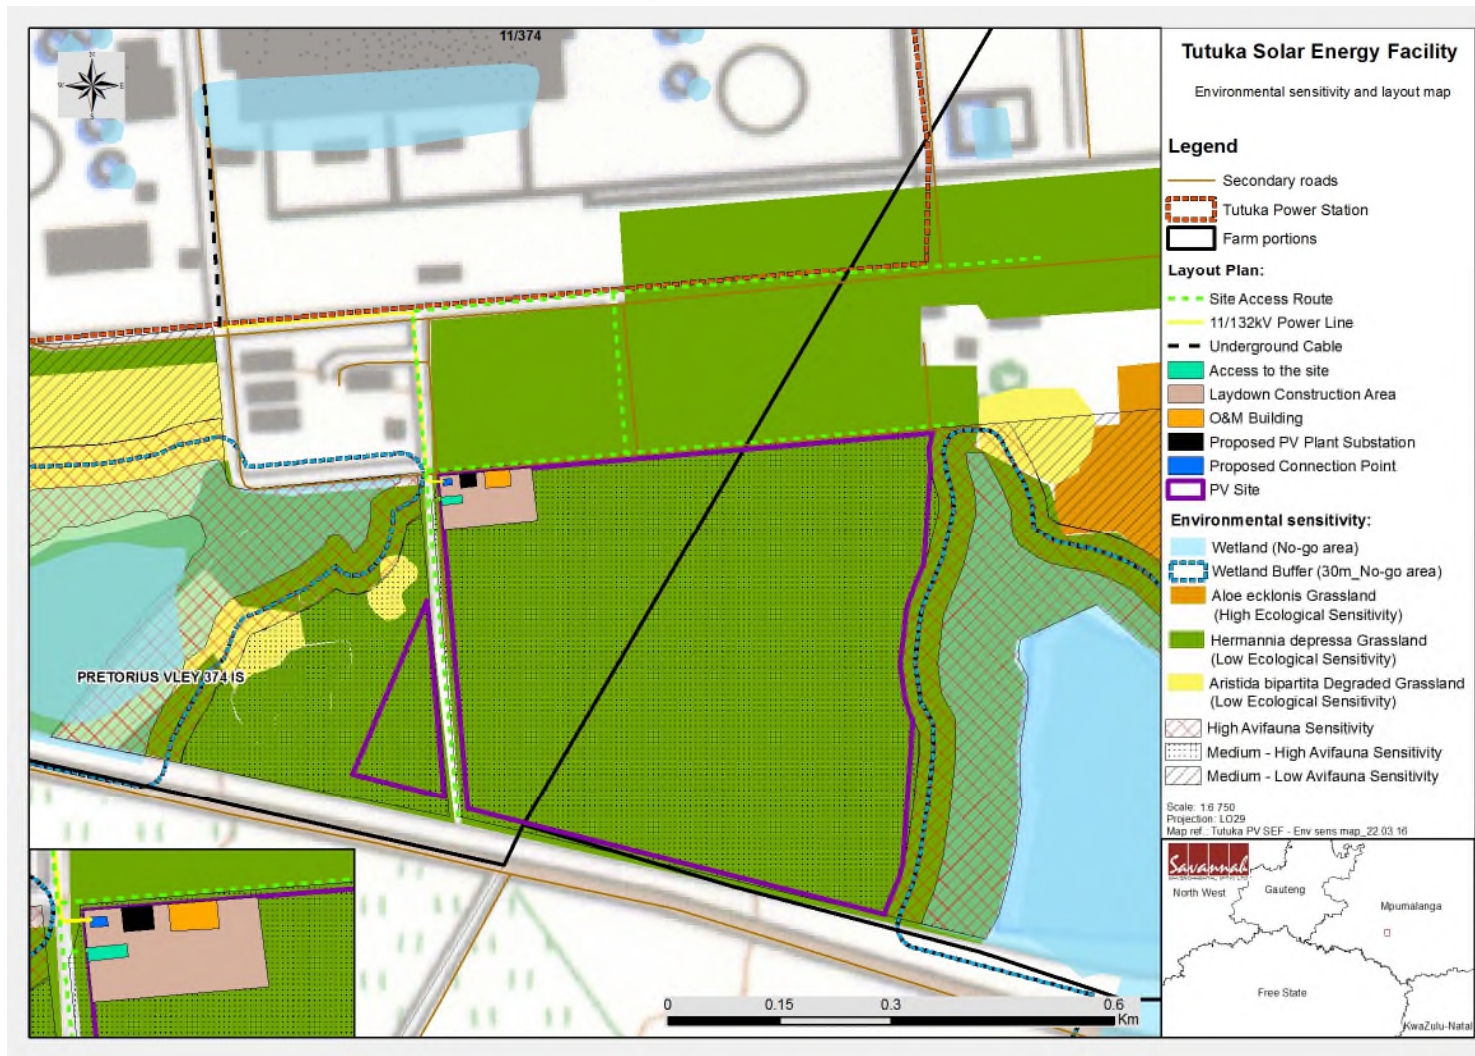 11/374
N
W
E
S
PRETORIUS VLEY 374 IS
0
0.15
0.3
0.6
Km
Tutuka Solar Energy Facility
Environmental sensitivity and layout map
Legend
Secondary roads
Tutuka Power Station
Farm portions
Layout Plan:
Site Access Route
11/132kV Power Line
Underground Cable
Access to the site
Laydown Construction Area
O&M Building
Proposed PV Plant Substation
Proposed Connection Point
PV Site
Environmental sensitivity:
Wetland (No-go area)
Wetland Buffer (30m_No-go area)
Aloe ecklonis Grassland
(High Ecological Sensitivity)
Hermannia depressa Grassland
(Low Ecological Sensitivity)
Aristida bipartita Degraded Grassland
(Low Ecological Sensitivity)
High Avifauna Sensitivity
Medium - High Avifauna Sensitivity
Medium - Low Avifauna Sensitivity
Scale: 1:6 750
Projection: LO29
Map ref.: Tutuka PV SEF - Env sens map_22.03.16
Savannah
North West
Gauteng
Mpumalanga
Free State
KwaZulu-Natal